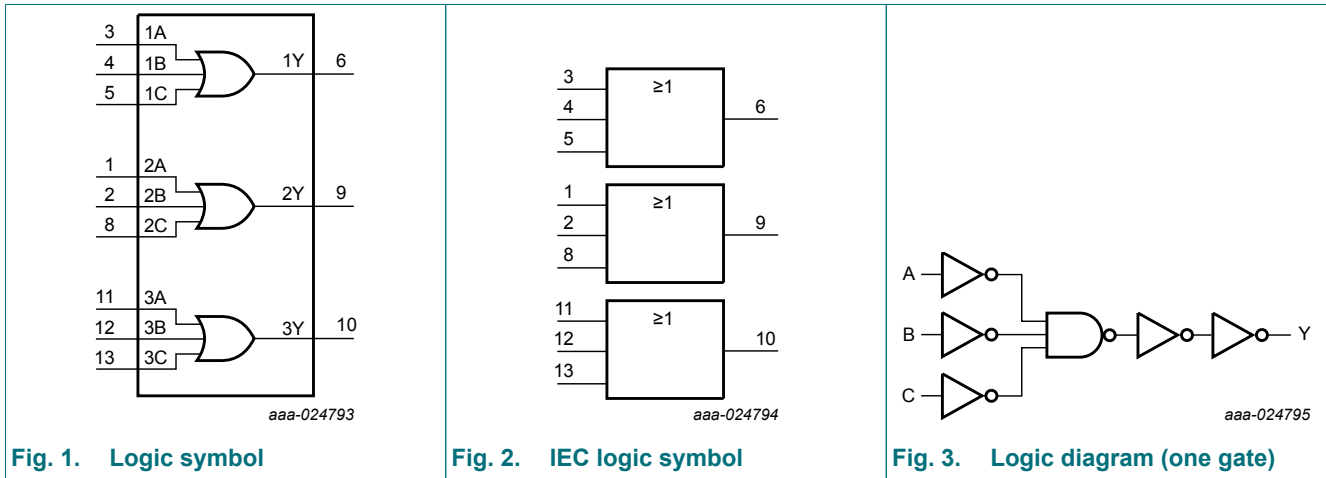 3 1A
4 1B 1Y 6
5 1C
1 2A
2 2B 2Y 9
8 2C
11 3A
12 3B 3Y 10
13 3C
aaa-024793
Fig. 1. Logic symbol
3 ≥1
4 6
5
1 ≥1
2 9
8
11 ≥1
12 10
13
aaa-024794
Fig. 2. IEC logic symbol
A
B Y
C
aaa-024795
Fig. 3. Logic diagram (one gate)